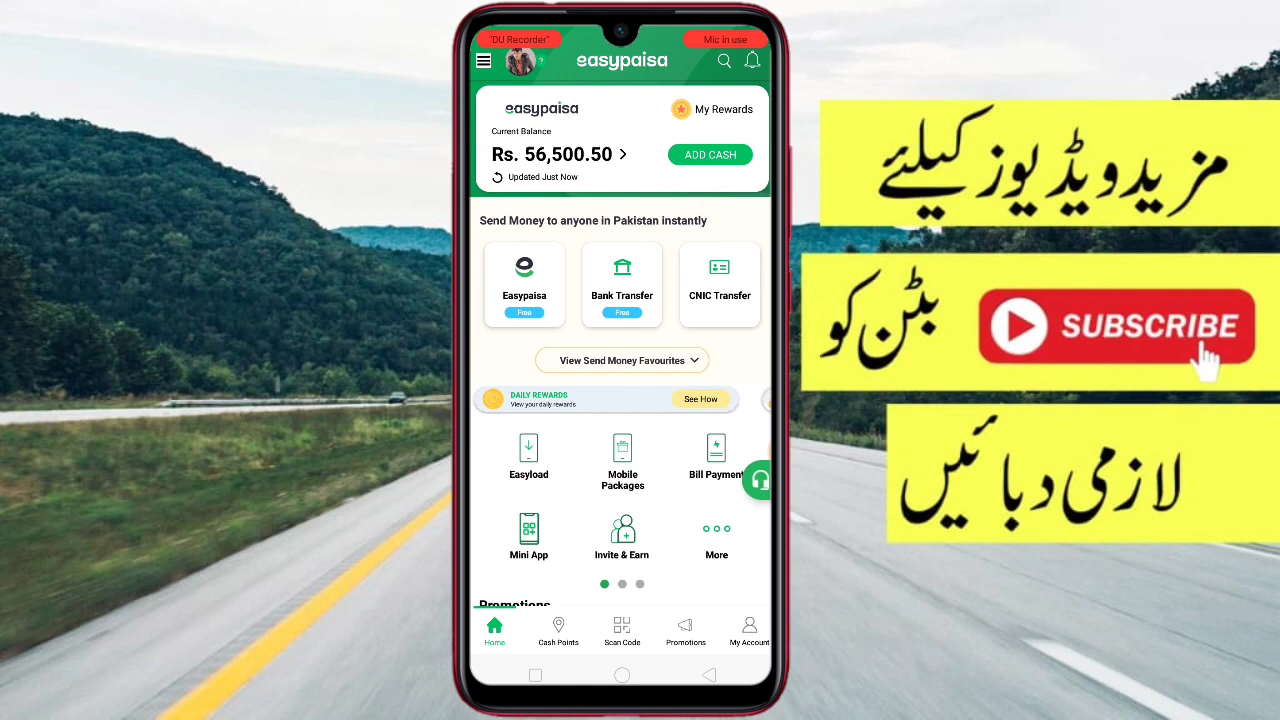 "DU Recorder"
Mic in use
?
easypaisa
easypaisa
My Rewards
Current Balance
Rs. 56,500.50
ADD CASH
Updated Just Now
Send Money to anyone in Pakistan instantly
Easypaisa
Free
Bank Transfer
Free
CNIC Transfer
View Send Money Favourites
DAILY REWARDS
View your daily rewards
See How
Easyload
Mobile
Packages
Bill Payment
Mini App
Invite & Earn
More
Promotions
Home
Cash Points
Scan Code
Promotions
My Account
مزید ویڈیوز کیلئے
SUBSCRIBE بٹن کو
لازمی دبائیں